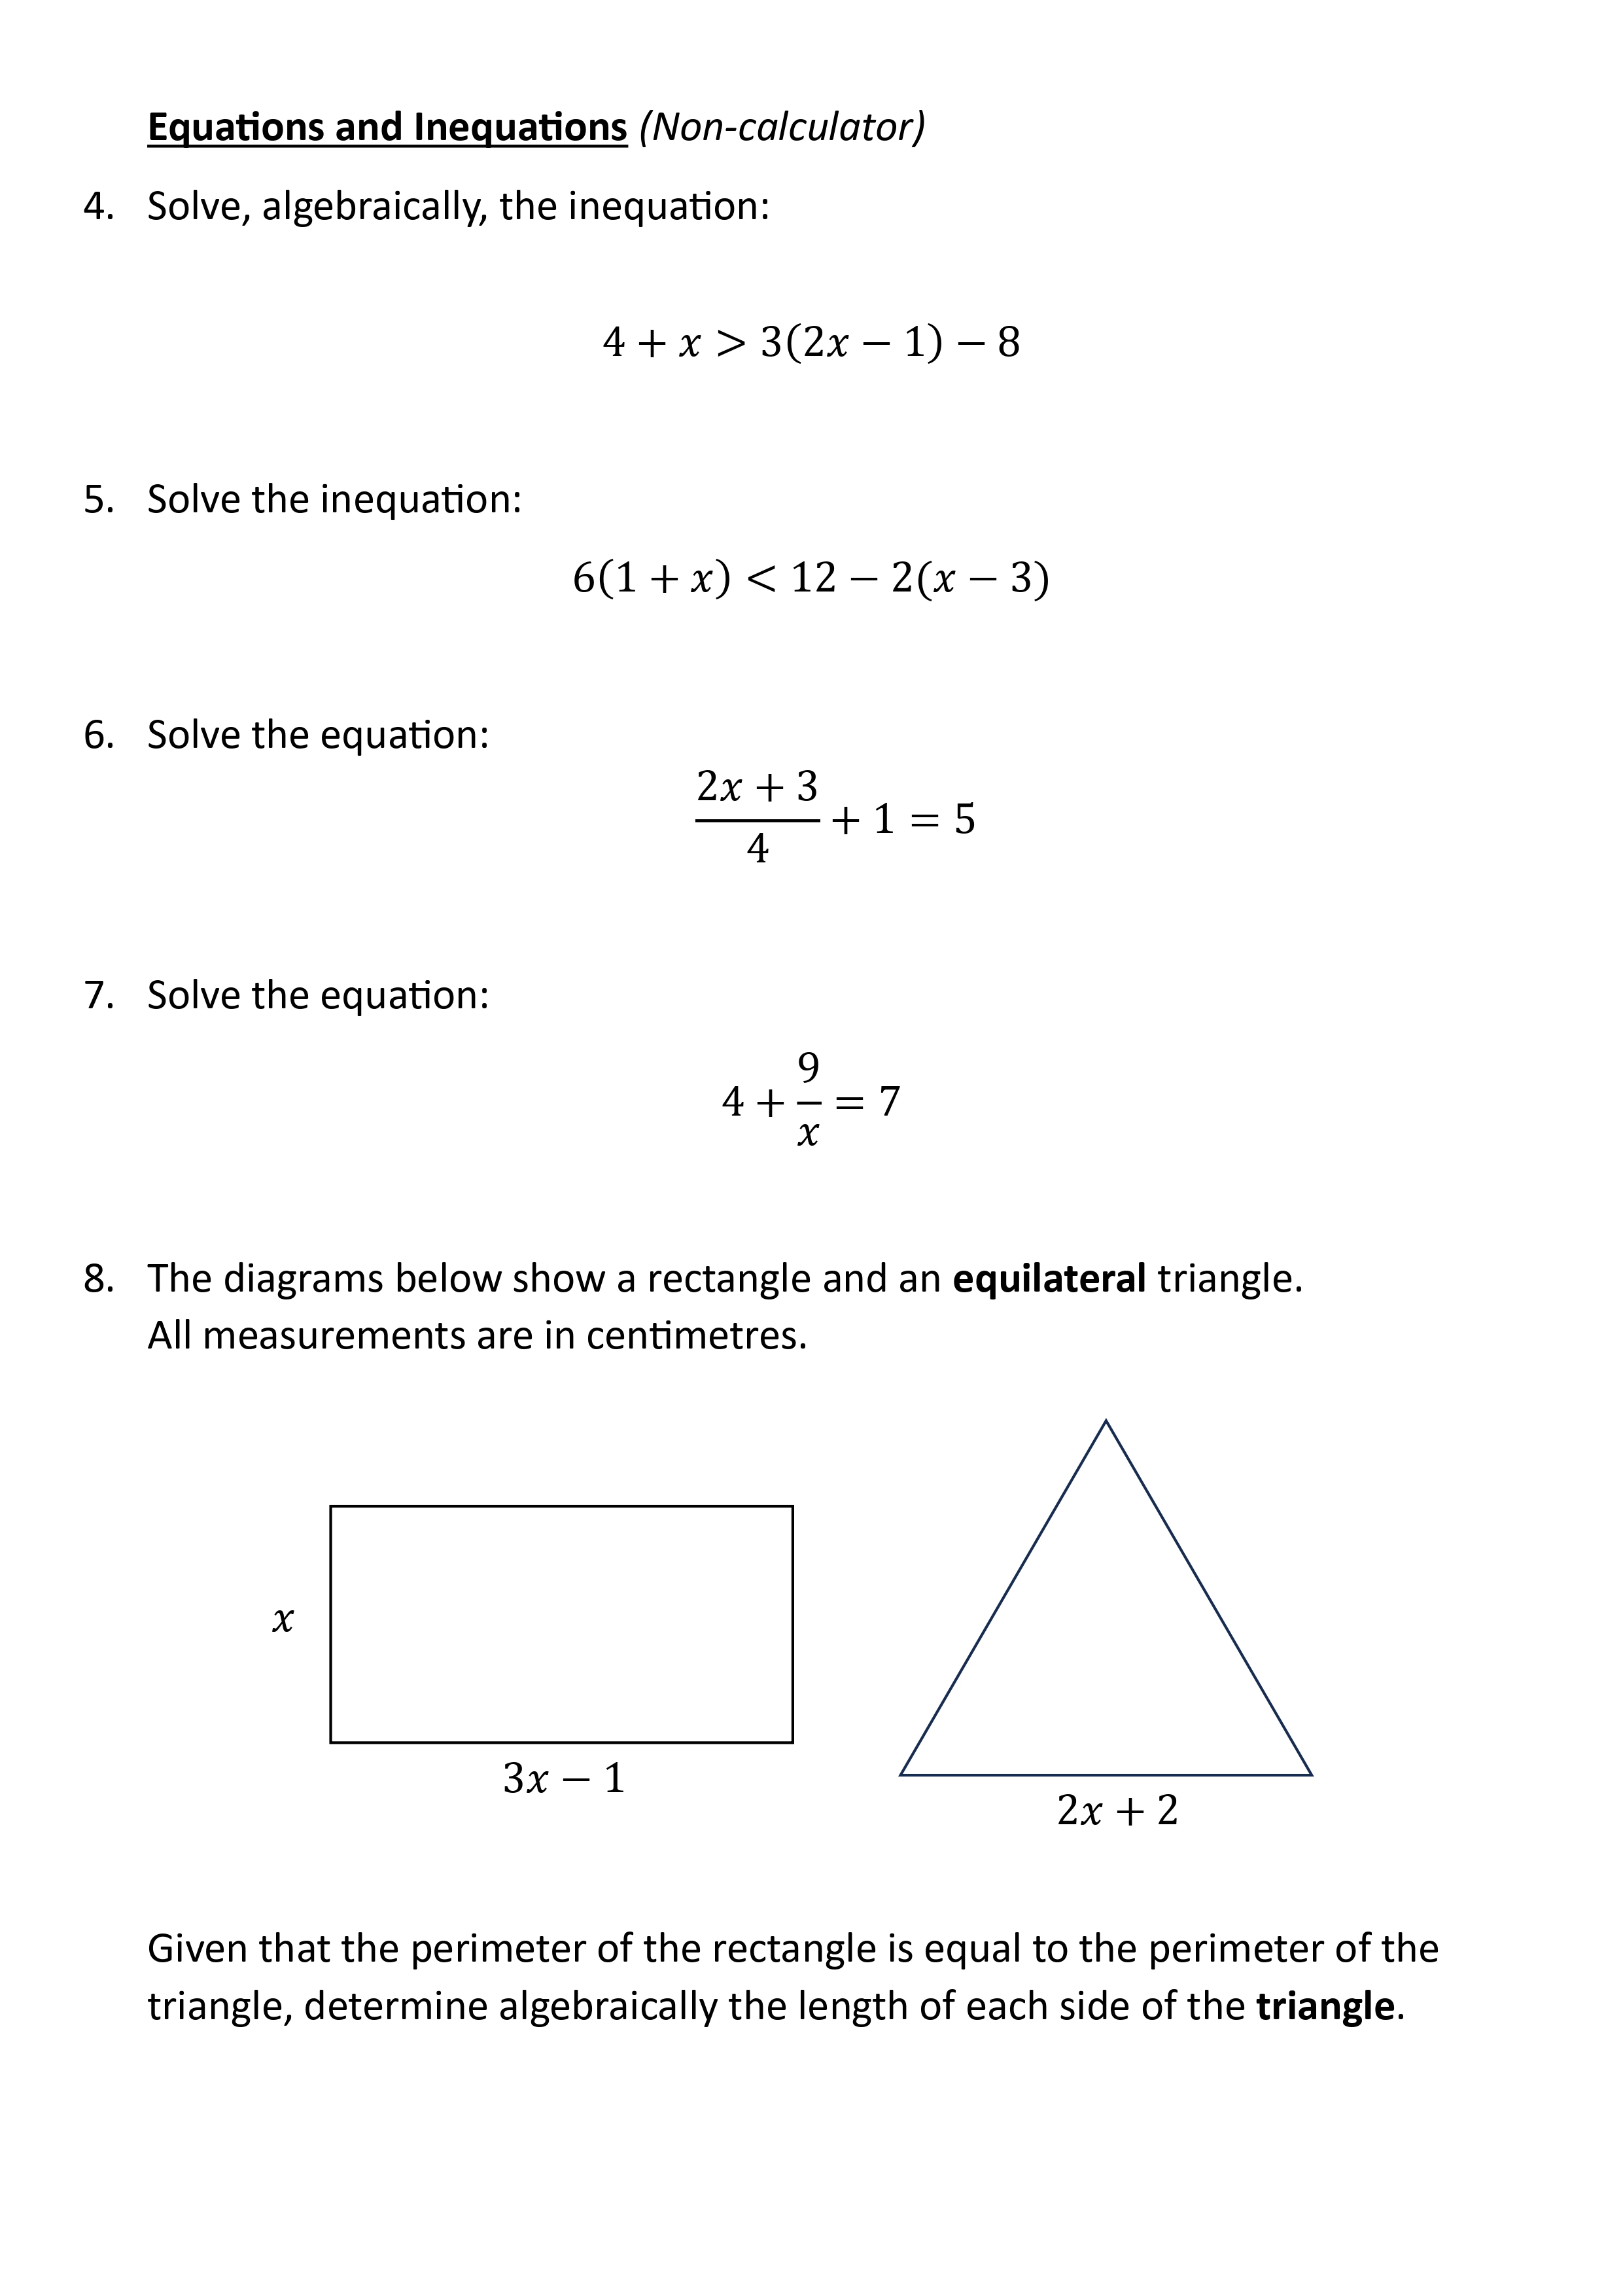 Equations and Inequations (Non-calculator)
4. Solve, algebraically, the inequation:
4 + x > 3(2x − 1) − 8
5. Solve the inequation:
6(1 + x) < 12 − 2(x − 3)
6. Solve the equation:
2x + 3
4
+ 1 = 5
7. Solve the equation:
4 + 9/x = 7
8. The diagrams below show a rectangle and an equilateral triangle.
All measurements are in centimetres.
x
3x − 1
2x + 2
Given that the perimeter of the rectangle is equal to the perimeter of the
triangle, determine algebraically the length of each side of the triangle.